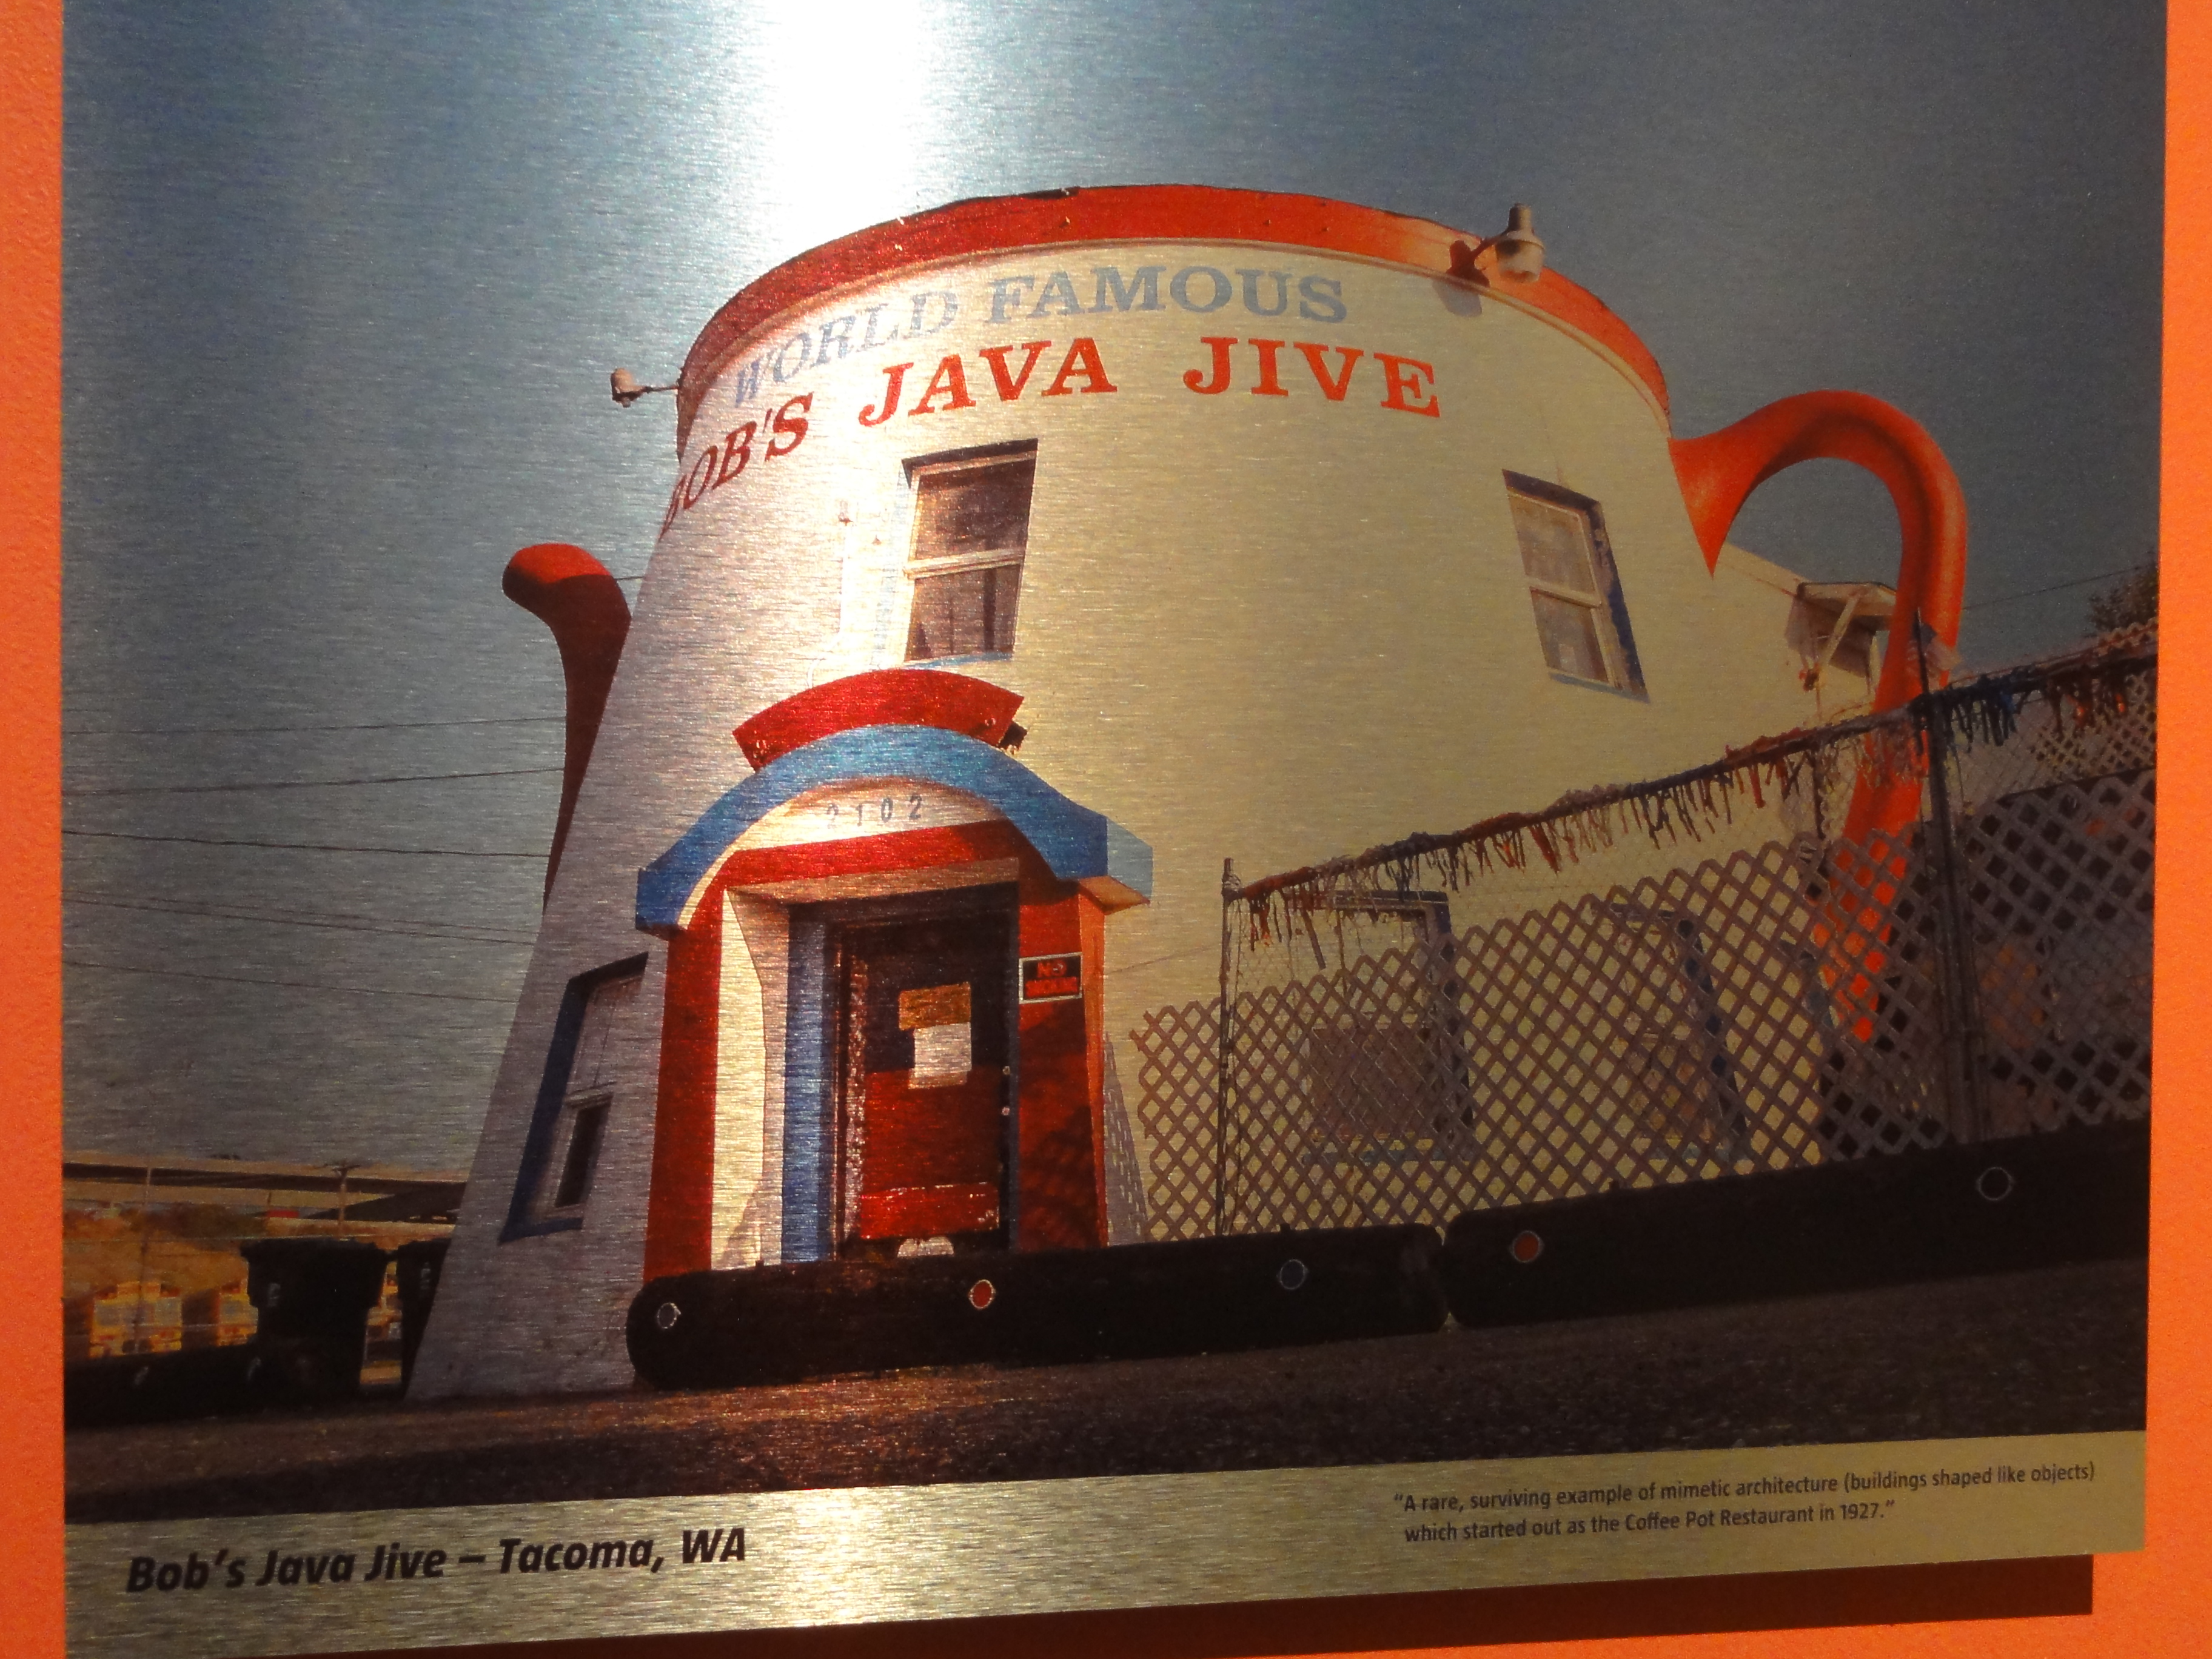 WORLD FAMOUS
BOB'S JAVA JIVE
2102
NO
Bob's Java Jive – Tacoma, WA
"A rare, surviving example of mimetic architecture (buildings shaped like objects)
which started out as the Coffee Pot Restaurant in 1927."